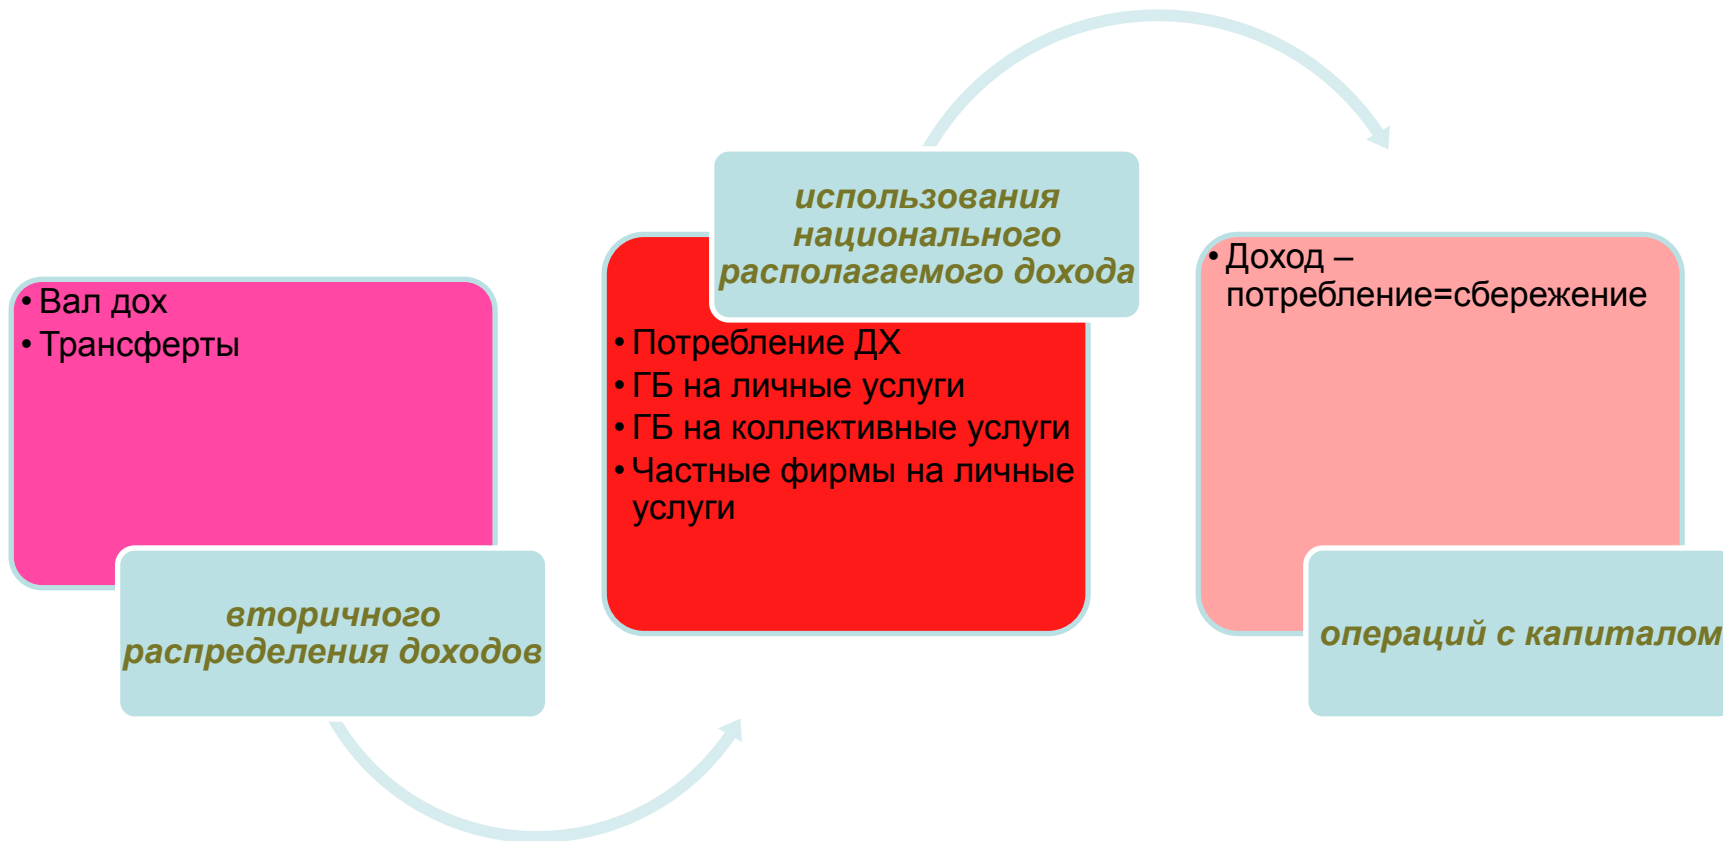 • Вал дох
• Трансферты
вторичного
распределения доходов
использования
национального
располагаемого дохода
• Потребление ДХ
• ГБ на личные услуги
• ГБ на коллективные услуги
• Частные фирмы на личные
услуги
• Доход –
потребление=сбережение
операций с капиталом